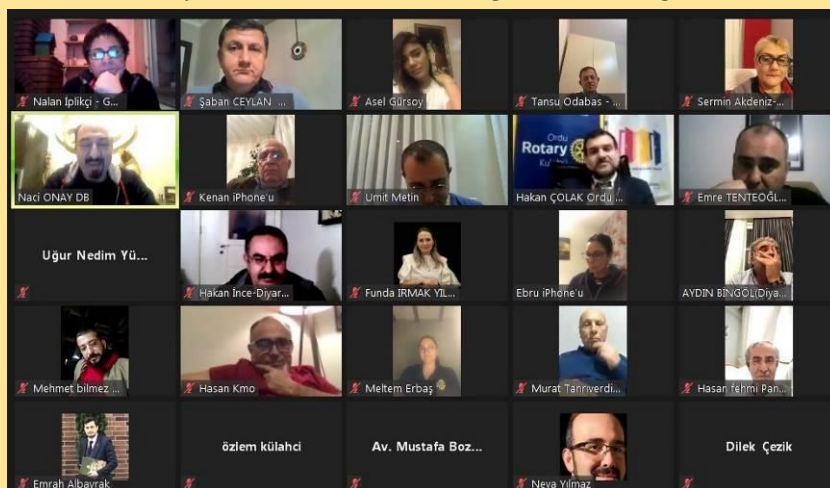 Nalan İplikçi - G...
Şaban CEYLAN ...
Asel Gürsoy
Tansu Odabas - ...
Sermin Akdeniz-...
Naci ONAY DB
Kenan iPhone'u
Umit Metin
Ordu
Rotary
Hakan ÇOLAK Ordu ...
Emre TENTEOĞL...
Uğur Nedim Yü...
Hakan İnce-Diyar...
Funda IRMAK YIL...
Ebru iPhone'u
AYDIN BİNGÖL(Diya...
Mehmet bilmez ...
Hasan Kmo
Meltem Erbaş
Murat Tanrıverdi...
Hasan fehmi Pan...
Emrah Albayrak
özlem külahci
Av. Mustafa Boz...
Neva Yılmaz
Dilek Çezik